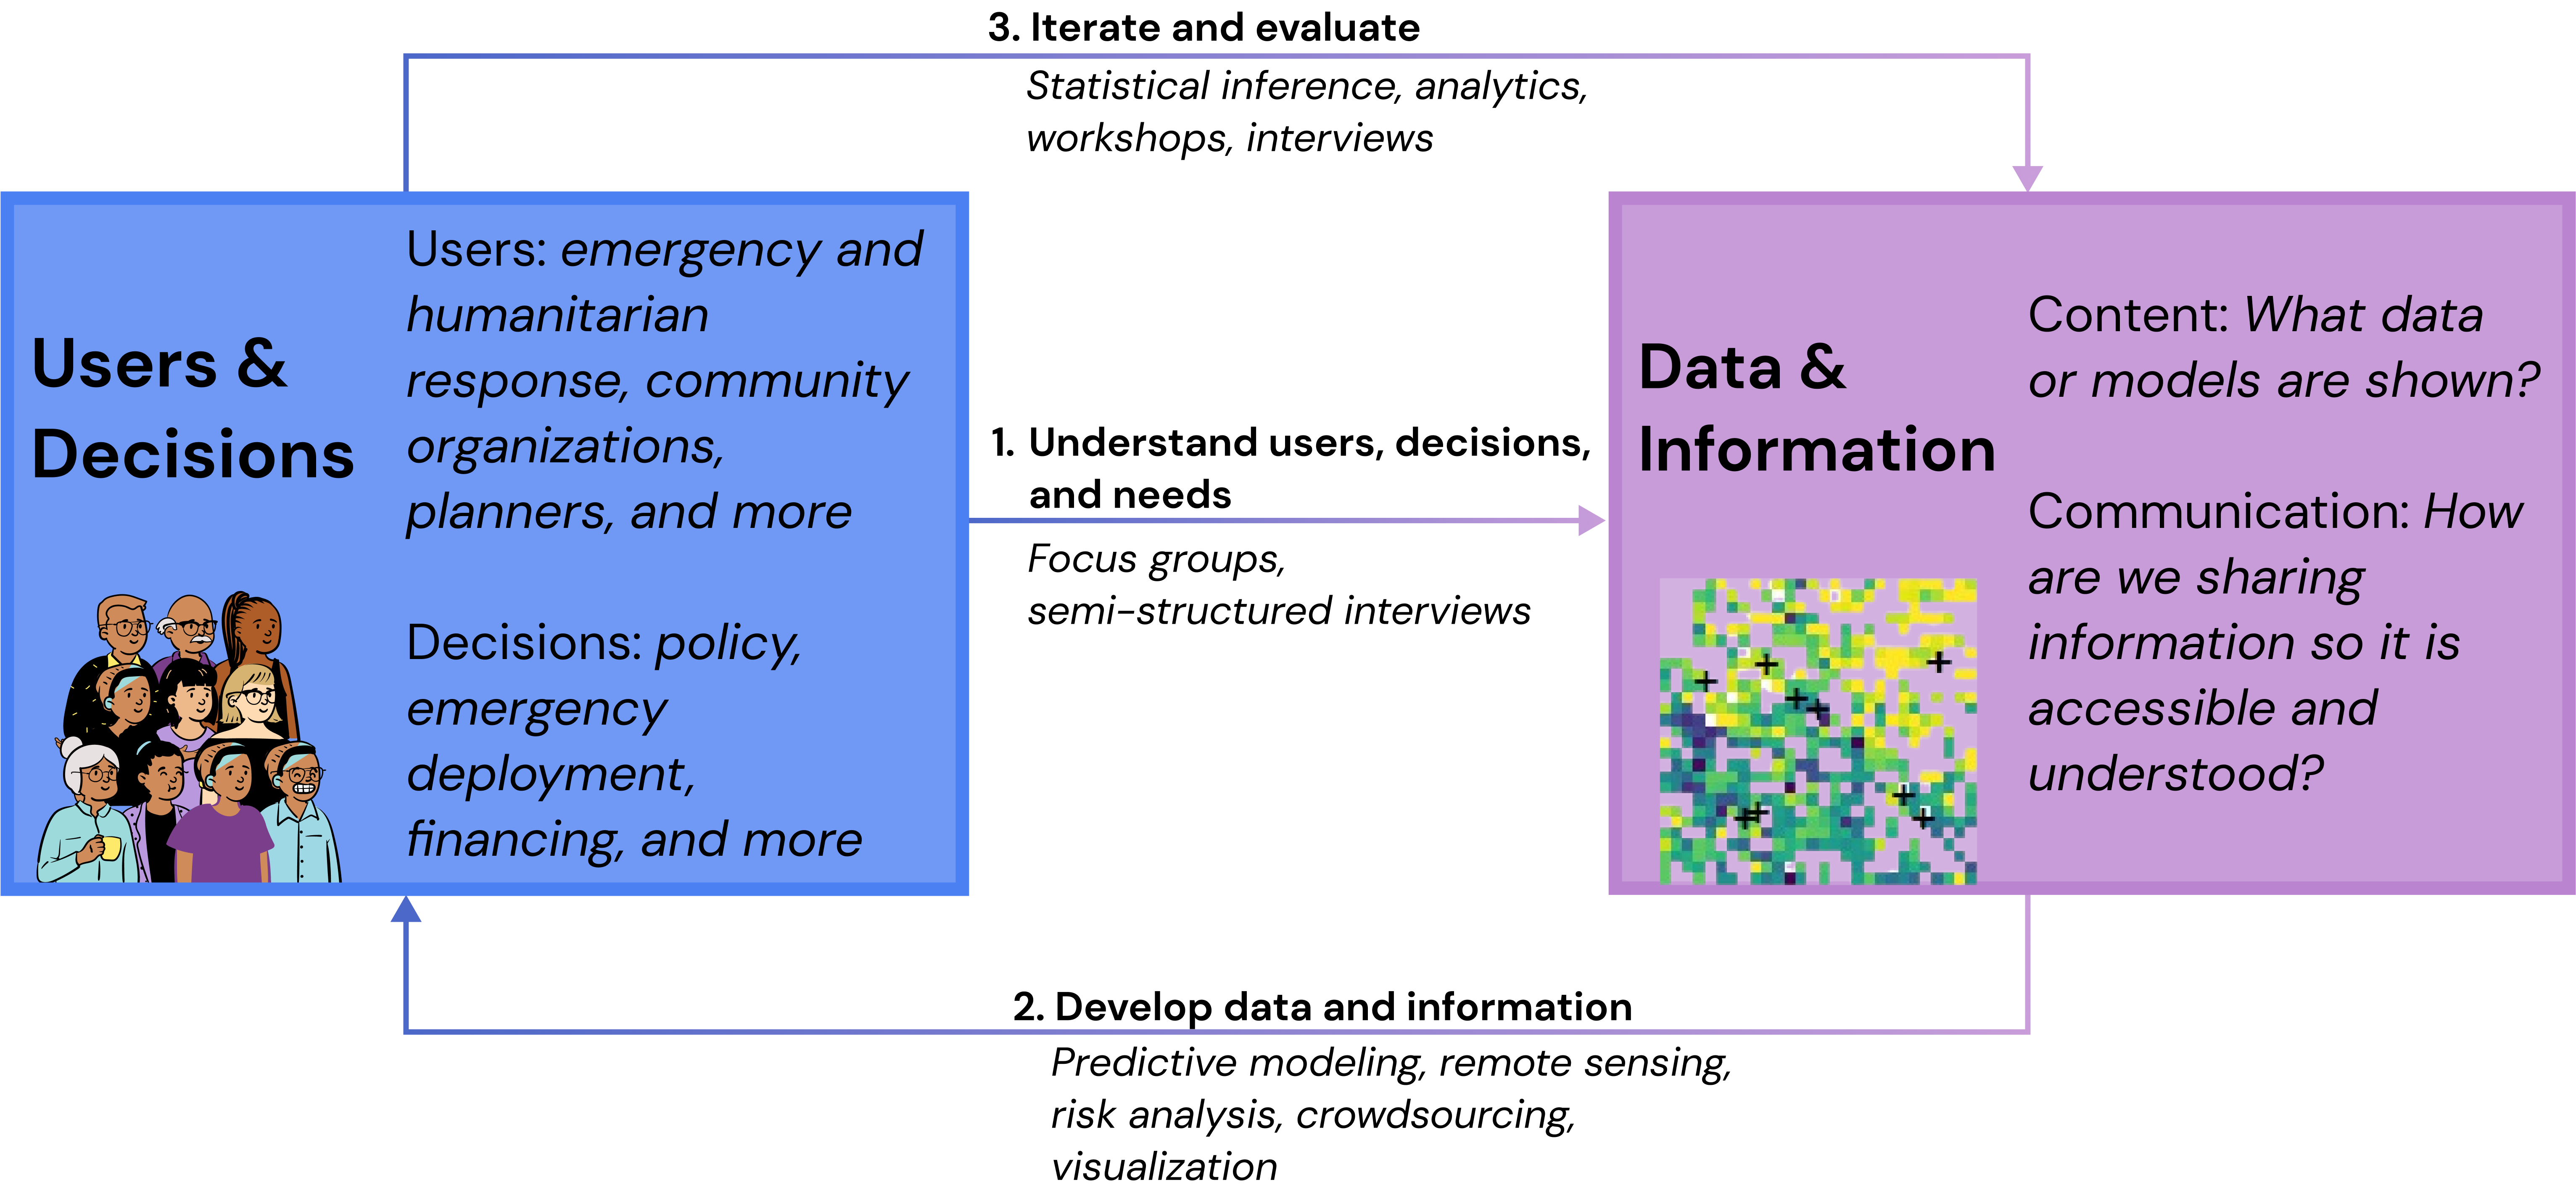 3. Iterate and evaluate
Statistical inference, analytics,
workshops, interviews
Users &
Decisions
Users: emergency and
humanitarian
response, community
organizations,
planners, and more
Decisions: policy,
emergency
deployment,
financing, and more
1. Understand users, decisions,
and needs
Focus groups,
semi-structured interviews
Data &
Information
Content: What data
or models are shown?
Communication: How
are we sharing
information so it is
accessible and
understood?
2. Develop data and information
Predictive modeling, remote sensing,
risk analysis, crowdsourcing,
visualization